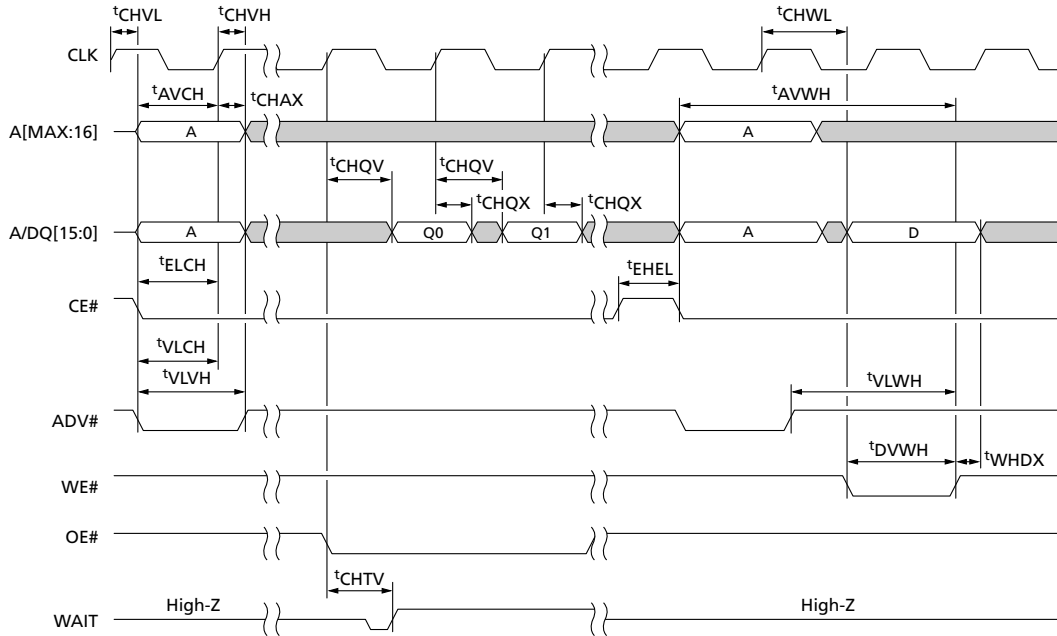 tCHVL tCHVH tCHWL
CLK
tAVCH tCHAX tAVWH
A[MAX:16] A A
tCHQV tCHQV
tCHQX tCHQX
A/DQ[15:0] A Q0 Q1 A D
tELCH tEHEL
CE#
tVLCH
tVLVH tVLWH
ADV#
tDVWH tWHDX
WE#
OE#
tCHTV
High-Z High-Z
WAIT